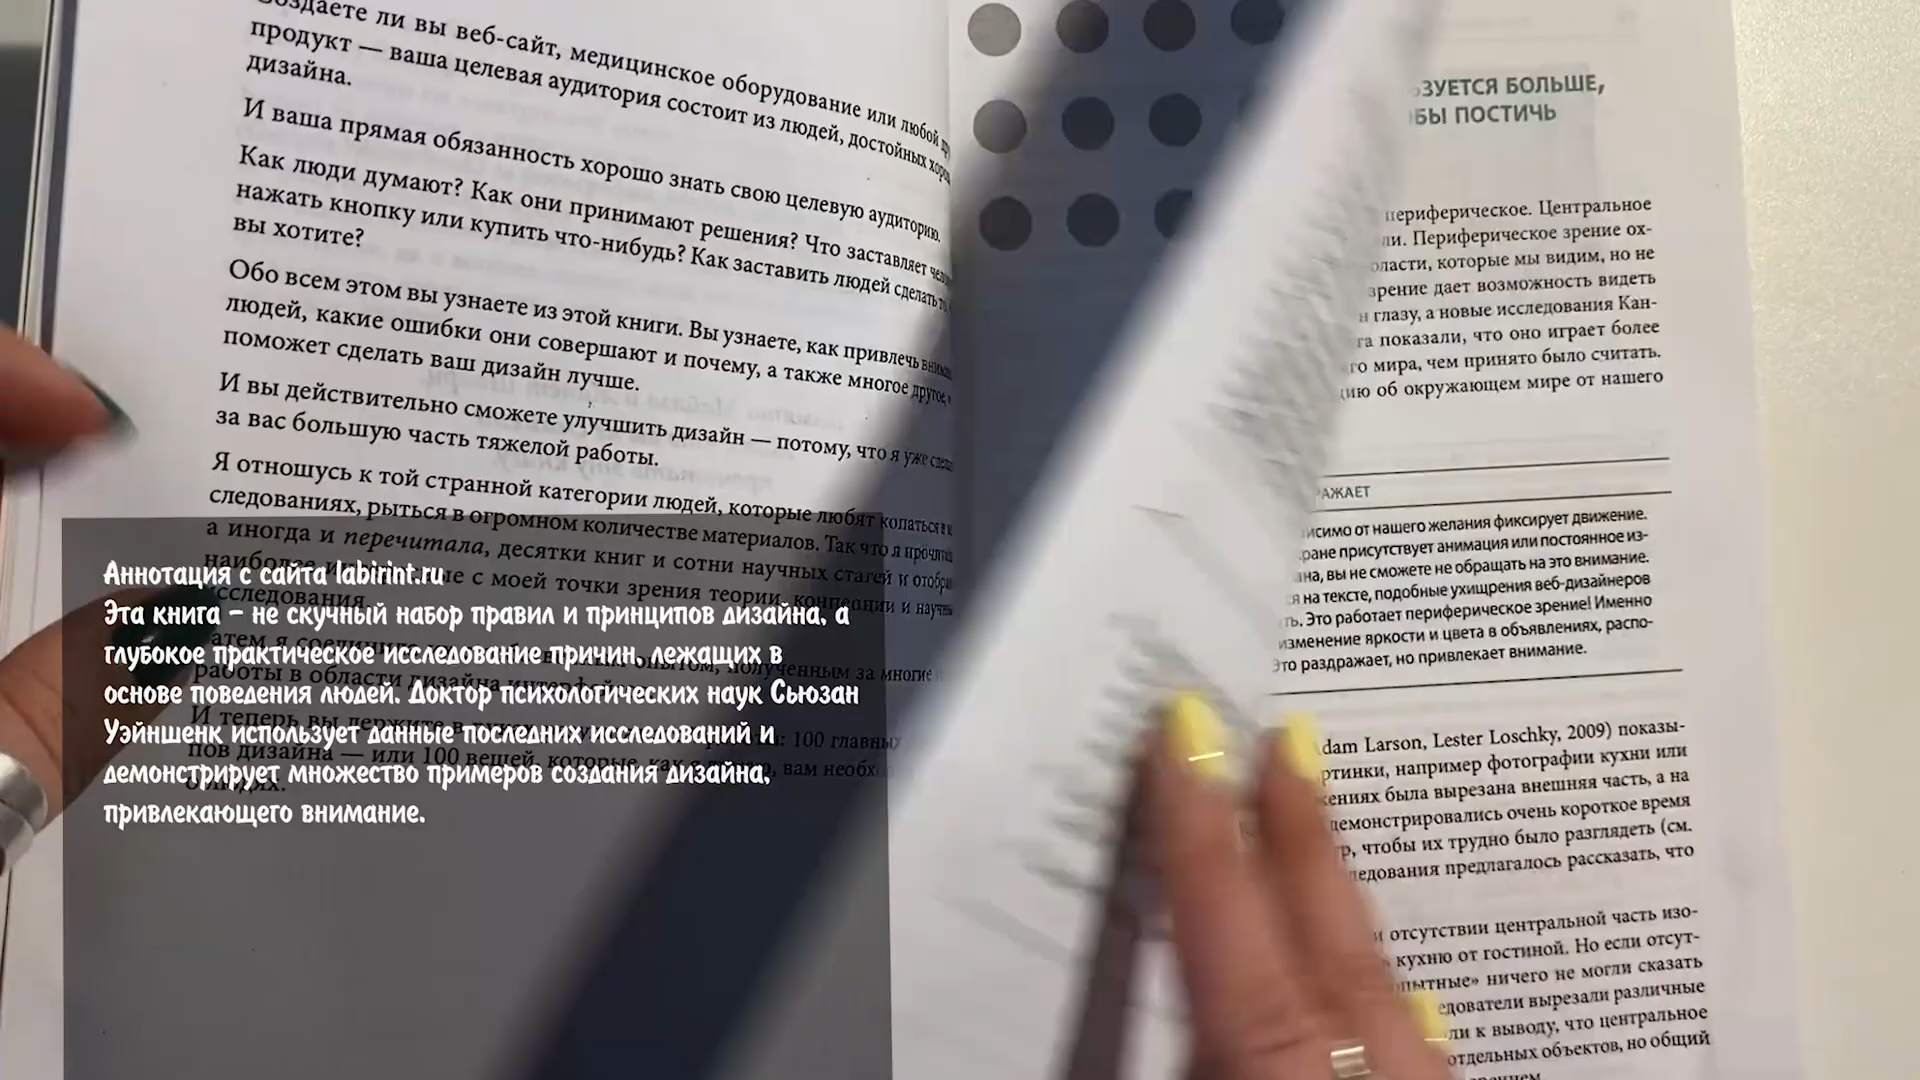 Создаете ли вы веб-сайт, медицинское оборудование или любой
продукт — ваша целевая аудитория состоит из людей, достойных
дизайна.
И ваша прямая обязанность хорошо знать свою целевую аудиторию.
Как люди думают? Как они принимают решения? Что заставляет
нажать кнопку или купить что-нибудь? Как заставить людей сделать
вы хотите?
Обо всем этом вы узнаете из этой книги. Вы узнаете, как привлечь
людей, какие ошибки они совершают и почему, а также многое другое,
поможет сделать ваш дизайн лучше.
И вы действительно сможете улучшить дизайн — потому, что я уже
за вас большую часть тяжелой работы.
Я отношусь к той странной категории людей, которые любят копаться в
следованиях, рыться в огромном количестве материалов. Так что я
а иногда и перечитала, десятки книг и сотни научных статей и
с моей точки зрения теории, концепции и
Аннотация с сайта labirint.ru
Эта книга – не скучный набор правил и принципов дизайна, а
глубокое практическое исследование причин, лежащих в
основе поведения людей. Доктор психологических наук Сьюзан
Уэйншенк использует данные последних исследований и
демонстрирует множество примеров создания дизайна,
привлекающего внимание.
ЗУЕТСЯ БОЛЬШЕ,
БЫ ПОСТИЧЬ
периферическое. Центральное
ли. Периферическое зрение ох-
области, которые мы видим, но не
зрение дает возможность видеть
глазу, а новые исследования Кан-
показали, что оно играет более
мира, чем принято было считать.
об окружающем мире от нашего
РАЖАЕТ
исимо от нашего желания фиксирует движение.
присутствует анимация или постоянное из-
вы не сможете не обращать на это внимание.
на тексте, подобные ухищрения веб-дизайнеров
Это работает периферическое зрение! Именно
изменение яркости и цвета в объявлениях, распо-
Это раздражает, но привлекает внимание.
dam Larson, Lester Loschky, 2009) показы-
ртинки, например фотографии кухни или
жениях была вырезана внешняя часть, а на
демонстрировались очень короткое время
чтобы их трудно было разглядеть (см.
ледования предлагалось рассказать, что
и отсутствии центральной часть изо-
кухню от гостиной. Но если отсут-
пытные» ничего не могли сказать
едователи вырезали различные
ли к выводу, что центральное
отдельных объектов, но общий